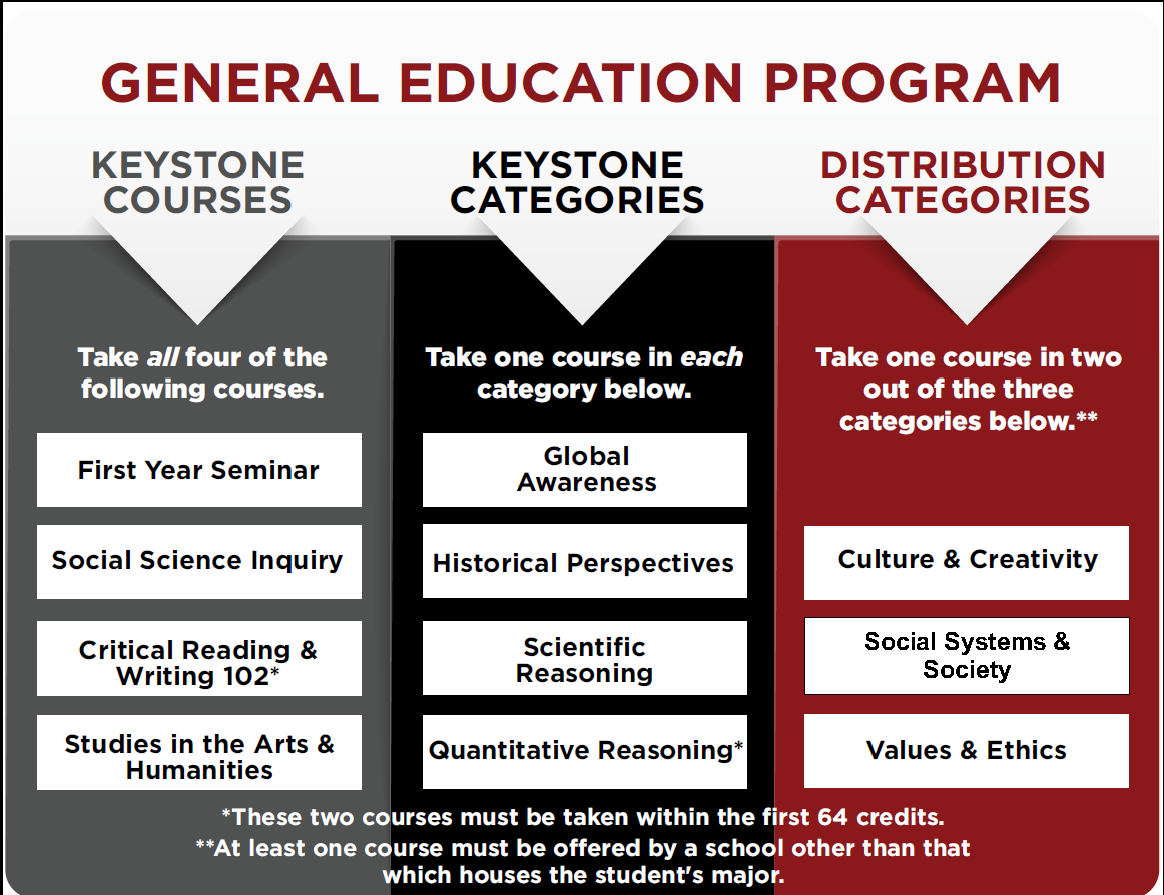 GENERAL EDUCATION PROGRAM
KEYSTONE
COURSES
Take all four of the
following courses.
First Year Seminar
Social Science Inquiry
Critical Reading &
Writing 102*
Studies in the Arts &
Humanities
KEYSTONE
CATEGORIES
Take one course in each
category below.
Global
Awareness
Historical Perspectives
Scientific
Reasoning
Quantitative Reasoning*
DISTRIBUTION
CATEGORIES
Take one course in two
out of the three
categories below.**
Culture & Creativity
Social Systems &
Society
Values & Ethics
*These two courses must be taken within the first 64 credits.
**At least one course must be offered by a school other than that
which houses the student's major.